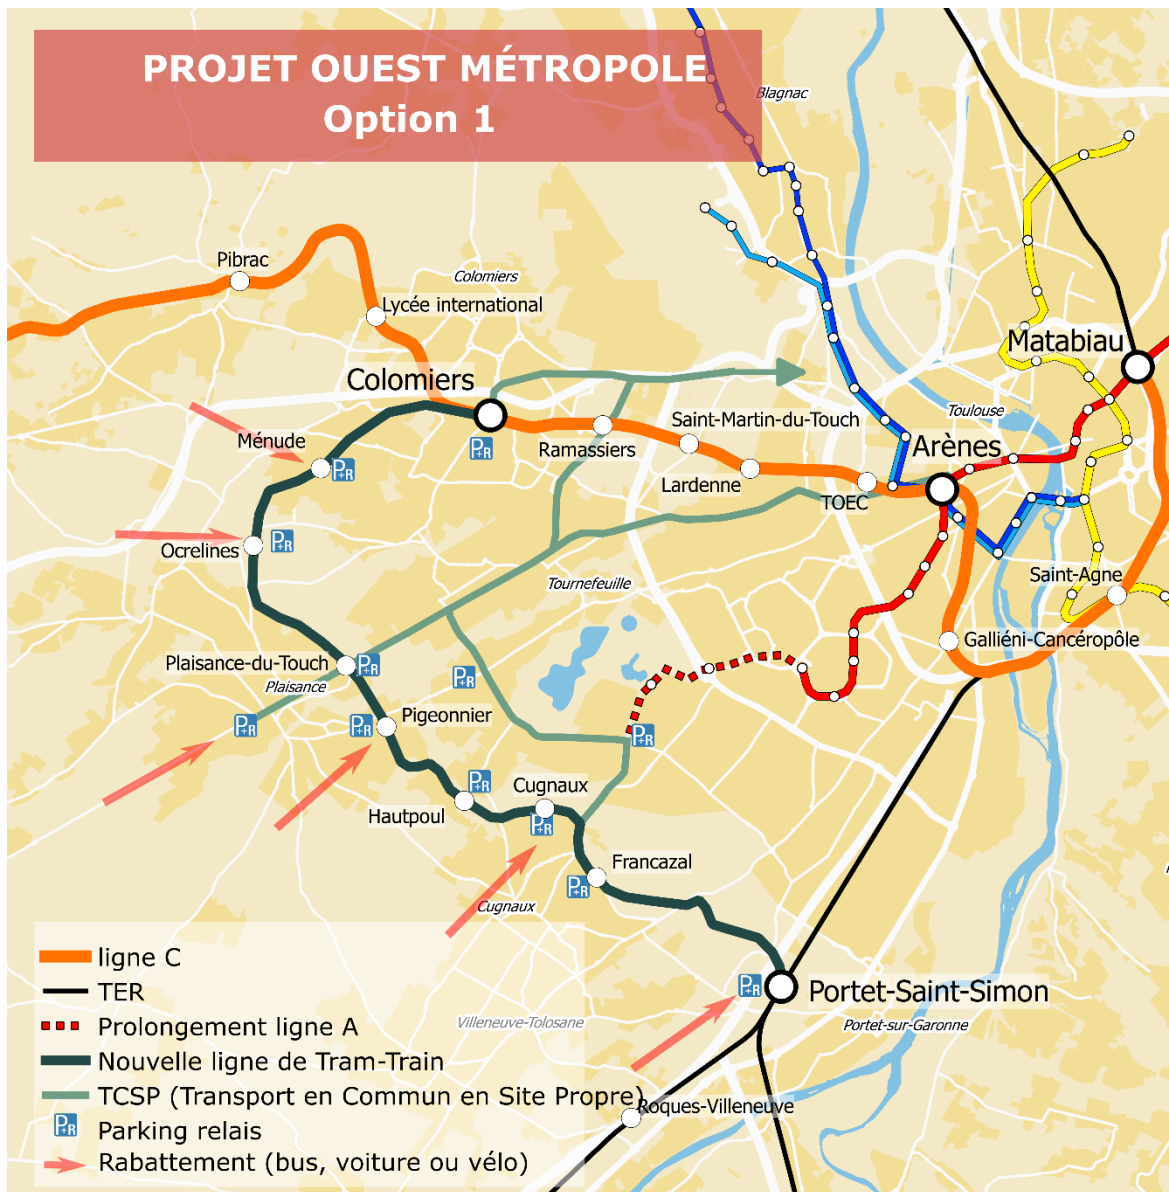 PROJET OUEST MÉTROPOLE
Option 1
Blagnac
Pibrac
Colomiers
Lycée international
Matabiau
Colomiers
Toulouse
Saint-Martin-du-Touch
Ménude
P+R
Ramassiers
Arènes
P+R
Lardenne
TOEC
Ocrelines
P+R
Saint-Agne
Tournefeuille
Galliéni-Cancéropôle
Plaisance-du-Touch
P+R
Plaisance
P+R
Pigeonnier
P+R
P+R
P+R
P+R
Cugnaux
Hautpoul
P+R
Francazal
P+R
Cugnaux
ligne C
TER
P+R
Portet-Saint-Simon
Prolongement ligne A
Villeneuve-Tolosane
Portet-sur-Garonne
Nouvelle ligne de Tram-Train
TCSP (Transport en Commun en Site Propre)
Roques-Villeneuve
P+R
Parking relais
Rabattement (bus, voiture ou vélo)